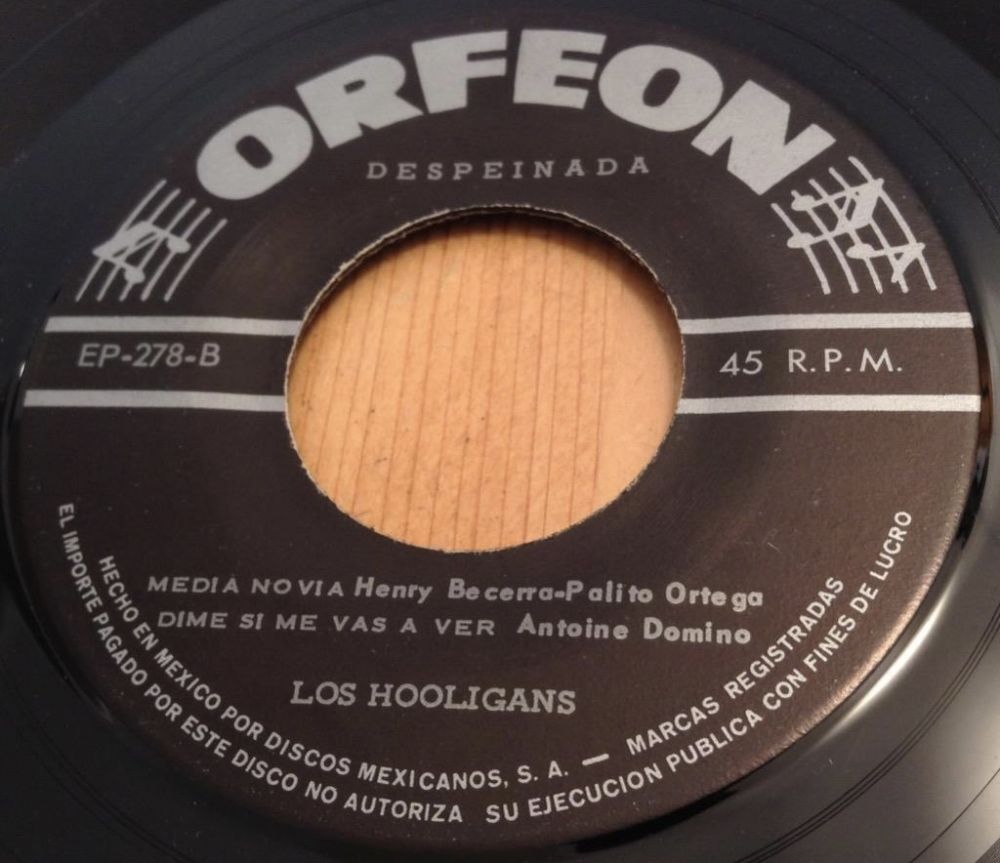 ORFEON
DESPEINADA
EP-278-B
45 R.P.M.
MEDIA NOVIA Henry Becerra-Palito Ortega
DIME SI ME VAS A VER Antoine Domino
LOS HOOLIGANS
HECHO EN MEXICO POR DISCOS MEXICANOS, S. A. — MARCAS REGISTRADAS
EL IMPORTE PAGADO POR ESTE DISCO NO AUTORIZA SU EJECUCION PUBLICA CON FINES DE LUCRO